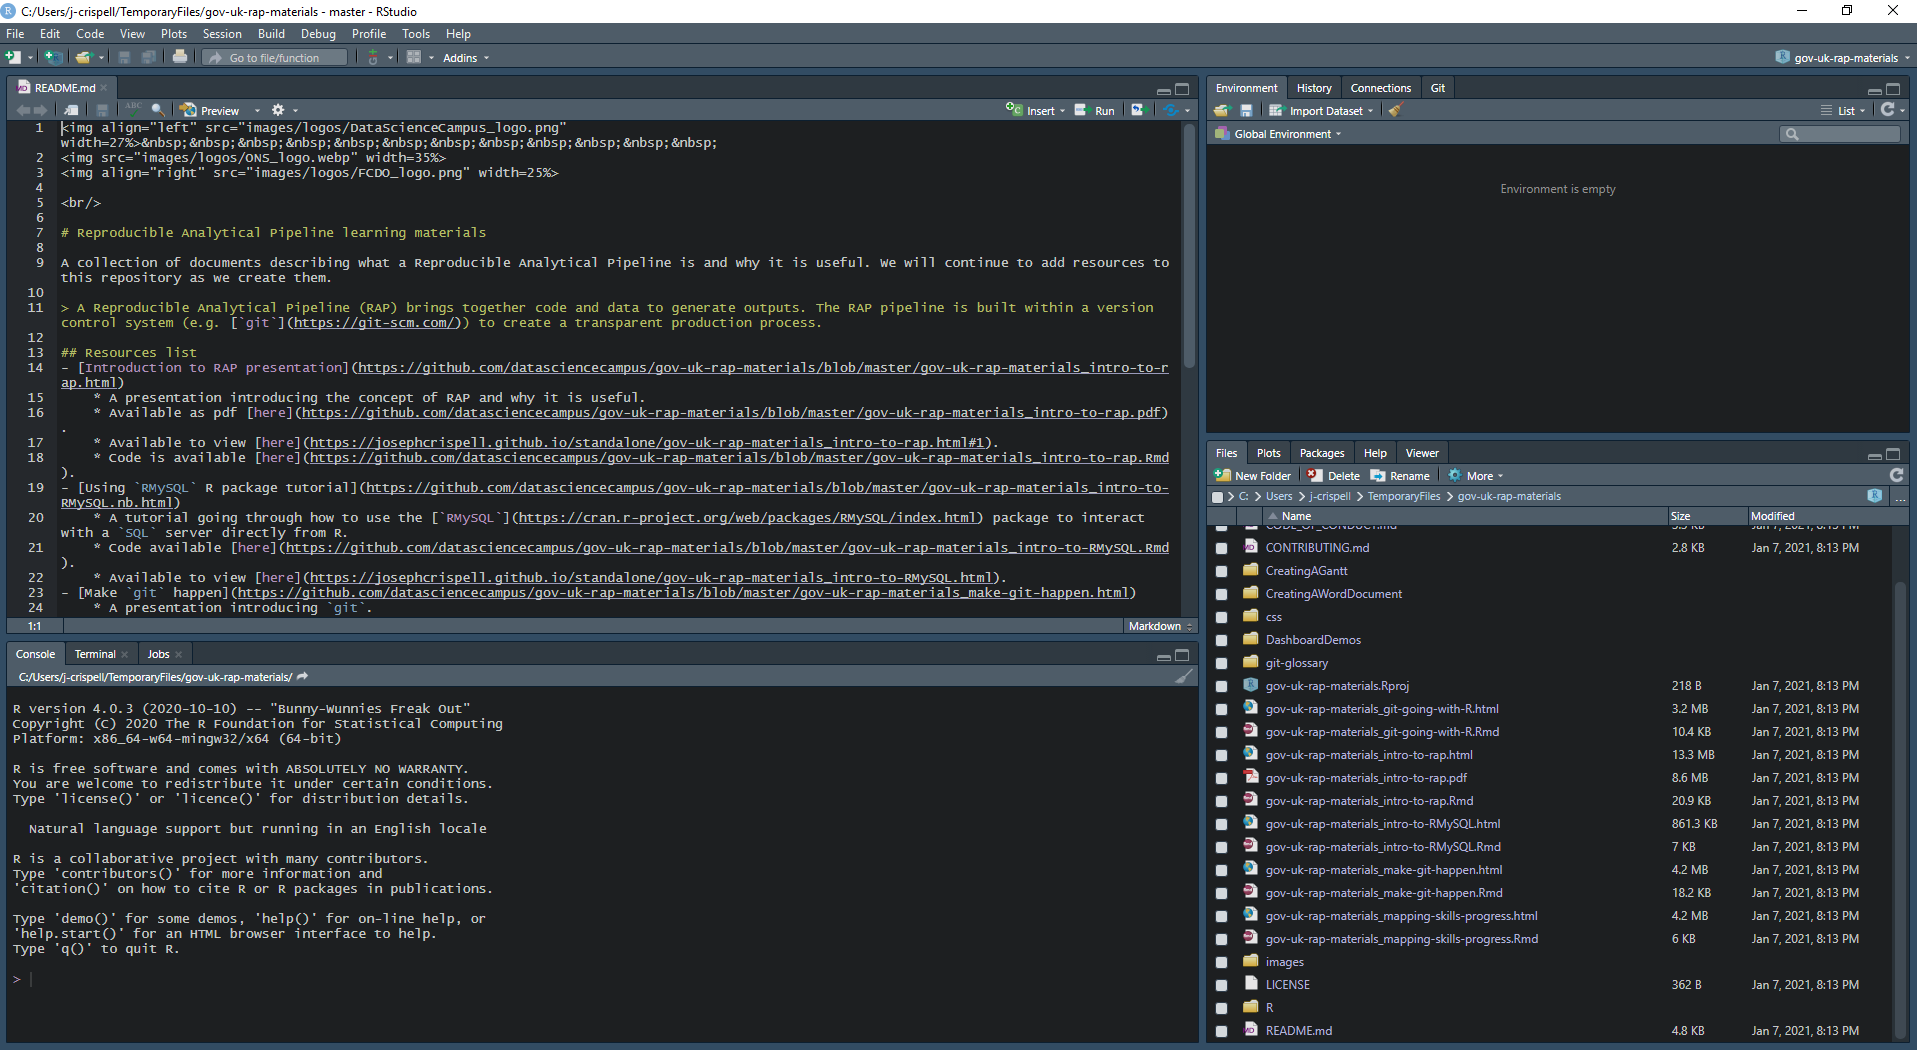 C:/Users/j-crispell/TemporaryFiles/gov-uk-rap-materials - master - RStudio
File Edit Code View Plots Session Build Debug Profile Tools Help
Go to file/function Addins gov-uk-rap-materials
README.md
ABC Preview Insert Run
1 <img align="left" src="images/logos/DataScienceCampus_logo.png"
width=27%>&nbsp;&nbsp;&nbsp;&nbsp;&nbsp;&nbsp;&nbsp;&nbsp;&nbsp;&nbsp;&nbsp;&nbsp;
2 <img src="images/logos/ONS_logo.webp" width=35%>
3 <img align="right" src="images/logos/FCDO_logo.png" width=25%>
4
5 <br/>
6
7 # Reproducible Analytical Pipeline learning materials
8
9 A collection of documents describing what a Reproducible Analytical Pipeline is and why it is useful. We will continue to add resources to
this repository as we create them.
10
11 > A Reproducible Analytical Pipeline (RAP) brings together code and data to generate outputs. The RAP pipeline is built within a version
control system (e.g. [`git`](https://git-scm.com/)) to create a transparent production process.
12
13 ## Resources list
14 - [Introduction to RAP presentation](https://github.com/datasciencecampus/gov-uk-rap-materials/blob/master/gov-uk-rap-materials_intro-to-r
ap.html)
15 * A presentation introducing the concept of RAP and why it is useful.
16 * Available as pdf [here](https://github.com/datasciencecampus/gov-uk-rap-materials/blob/master/gov-uk-rap-materials_intro-to-rap.pdf)
.
17 * Available to view [here](https://josephcrispell.github.io/standalone/gov-uk-rap-materials_intro-to-rap.html#1).
18 * Code is available [here](https://github.com/datasciencecampus/gov-uk-rap-materials/blob/master/gov-uk-rap-materials_intro-to-rap.Rmd
).
19 - [Using `RMySQL` R package tutorial](https://github.com/datasciencecampus/gov-uk-rap-materials/blob/master/gov-uk-rap-materials_intro-to-
RMySQL.nb.html)
20 * A tutorial going through how to use the [`RMySQL`](https://cran.r-project.org/web/packages/RMySQL/index.html) package to interact
with a `SQL` server directly from R.
21 * Code available [here](https://github.com/datasciencecampus/gov-uk-rap-materials/blob/master/gov-uk-rap-materials_intro-to-RMySQL.Rmd
).
22 * Available to view [here](https://josephcrispell.github.io/standalone/gov-uk-rap-materials_intro-to-RMySQL.html).
23 - [Make `git` happen](https://github.com/datasciencecampus/gov-uk-rap-materials/blob/master/gov-uk-rap-materials_make-git-happen.html)
24 * A presentation introducing `git`.
1:1 Markdown
Console Terminal Jobs
C:/Users/j-crispell/TemporaryFiles/gov-uk-rap-materials/
R version 4.0.3 (2020-10-10) -- "Bunny-Wunnies Freak Out"
Copyright (C) 2020 The R Foundation for Statistical Computing
Platform: x86_64-w64-mingw32/x64 (64-bit)
R is free software and comes with ABSOLUTELY NO WARRANTY.
You are welcome to redistribute it under certain conditions.
Type 'license()' or 'licence()' for distribution details.
Natural language support but running in an English locale
R is a collaborative project with many contributors.
Type 'contributors()' for more information and
'citation()' on how to cite R or R packages in publications.
Type 'demo()' for some demos, 'help()' for on-line help, or
'help.start()' for an HTML browser interface to help.
Type 'q()' to quit R.
>
Environment History Connections Git
Import Dataset List
Global Environment
Environment is empty
Files Plots Packages Help Viewer
New Folder Delete Rename More
C: Users j-crispell TemporaryFiles gov-uk-rap-materials ...
Name Size Modified
CODE_OF_CONDUCT.md 3.3 KB Jan 7, 2021, 8:13 PM
CONTRIBUTING.md 2.8 KB Jan 7, 2021, 8:13 PM
CreatingAGantt
CreatingAWordDocument
css
DashboardDemos
git-glossary
gov-uk-rap-materials.Rproj 218 B Jan 7, 2021, 8:13 PM
gov-uk-rap-materials_git-going-with-R.html 3.2 MB Jan 7, 2021, 8:13 PM
gov-uk-rap-materials_git-going-with-R.Rmd 10.4 KB Jan 7, 2021, 8:13 PM
gov-uk-rap-materials_intro-to-rap.html 13.3 MB Jan 7, 2021, 8:13 PM
gov-uk-rap-materials_intro-to-rap.pdf 8.6 MB Jan 7, 2021, 8:13 PM
gov-uk-rap-materials_intro-to-rap.Rmd 20.9 KB Jan 7, 2021, 8:13 PM
gov-uk-rap-materials_intro-to-RMySQL.html 861.3 KB Jan 7, 2021, 8:13 PM
gov-uk-rap-materials_intro-to-RMySQL.Rmd 7 KB Jan 7, 2021, 8:13 PM
gov-uk-rap-materials_make-git-happen.html 4.2 MB Jan 7, 2021, 8:13 PM
gov-uk-rap-materials_make-git-happen.Rmd 18.2 KB Jan 7, 2021, 8:13 PM
gov-uk-rap-materials_mapping-skills-progress.html 4.2 MB Jan 7, 2021, 8:13 PM
gov-uk-rap-materials_mapping-skills-progress.Rmd 6 KB Jan 7, 2021, 8:13 PM
images
LICENSE 362 B Jan 7, 2021, 8:13 PM
R
README.md 4.8 KB Jan 7, 2021, 8:13 PM